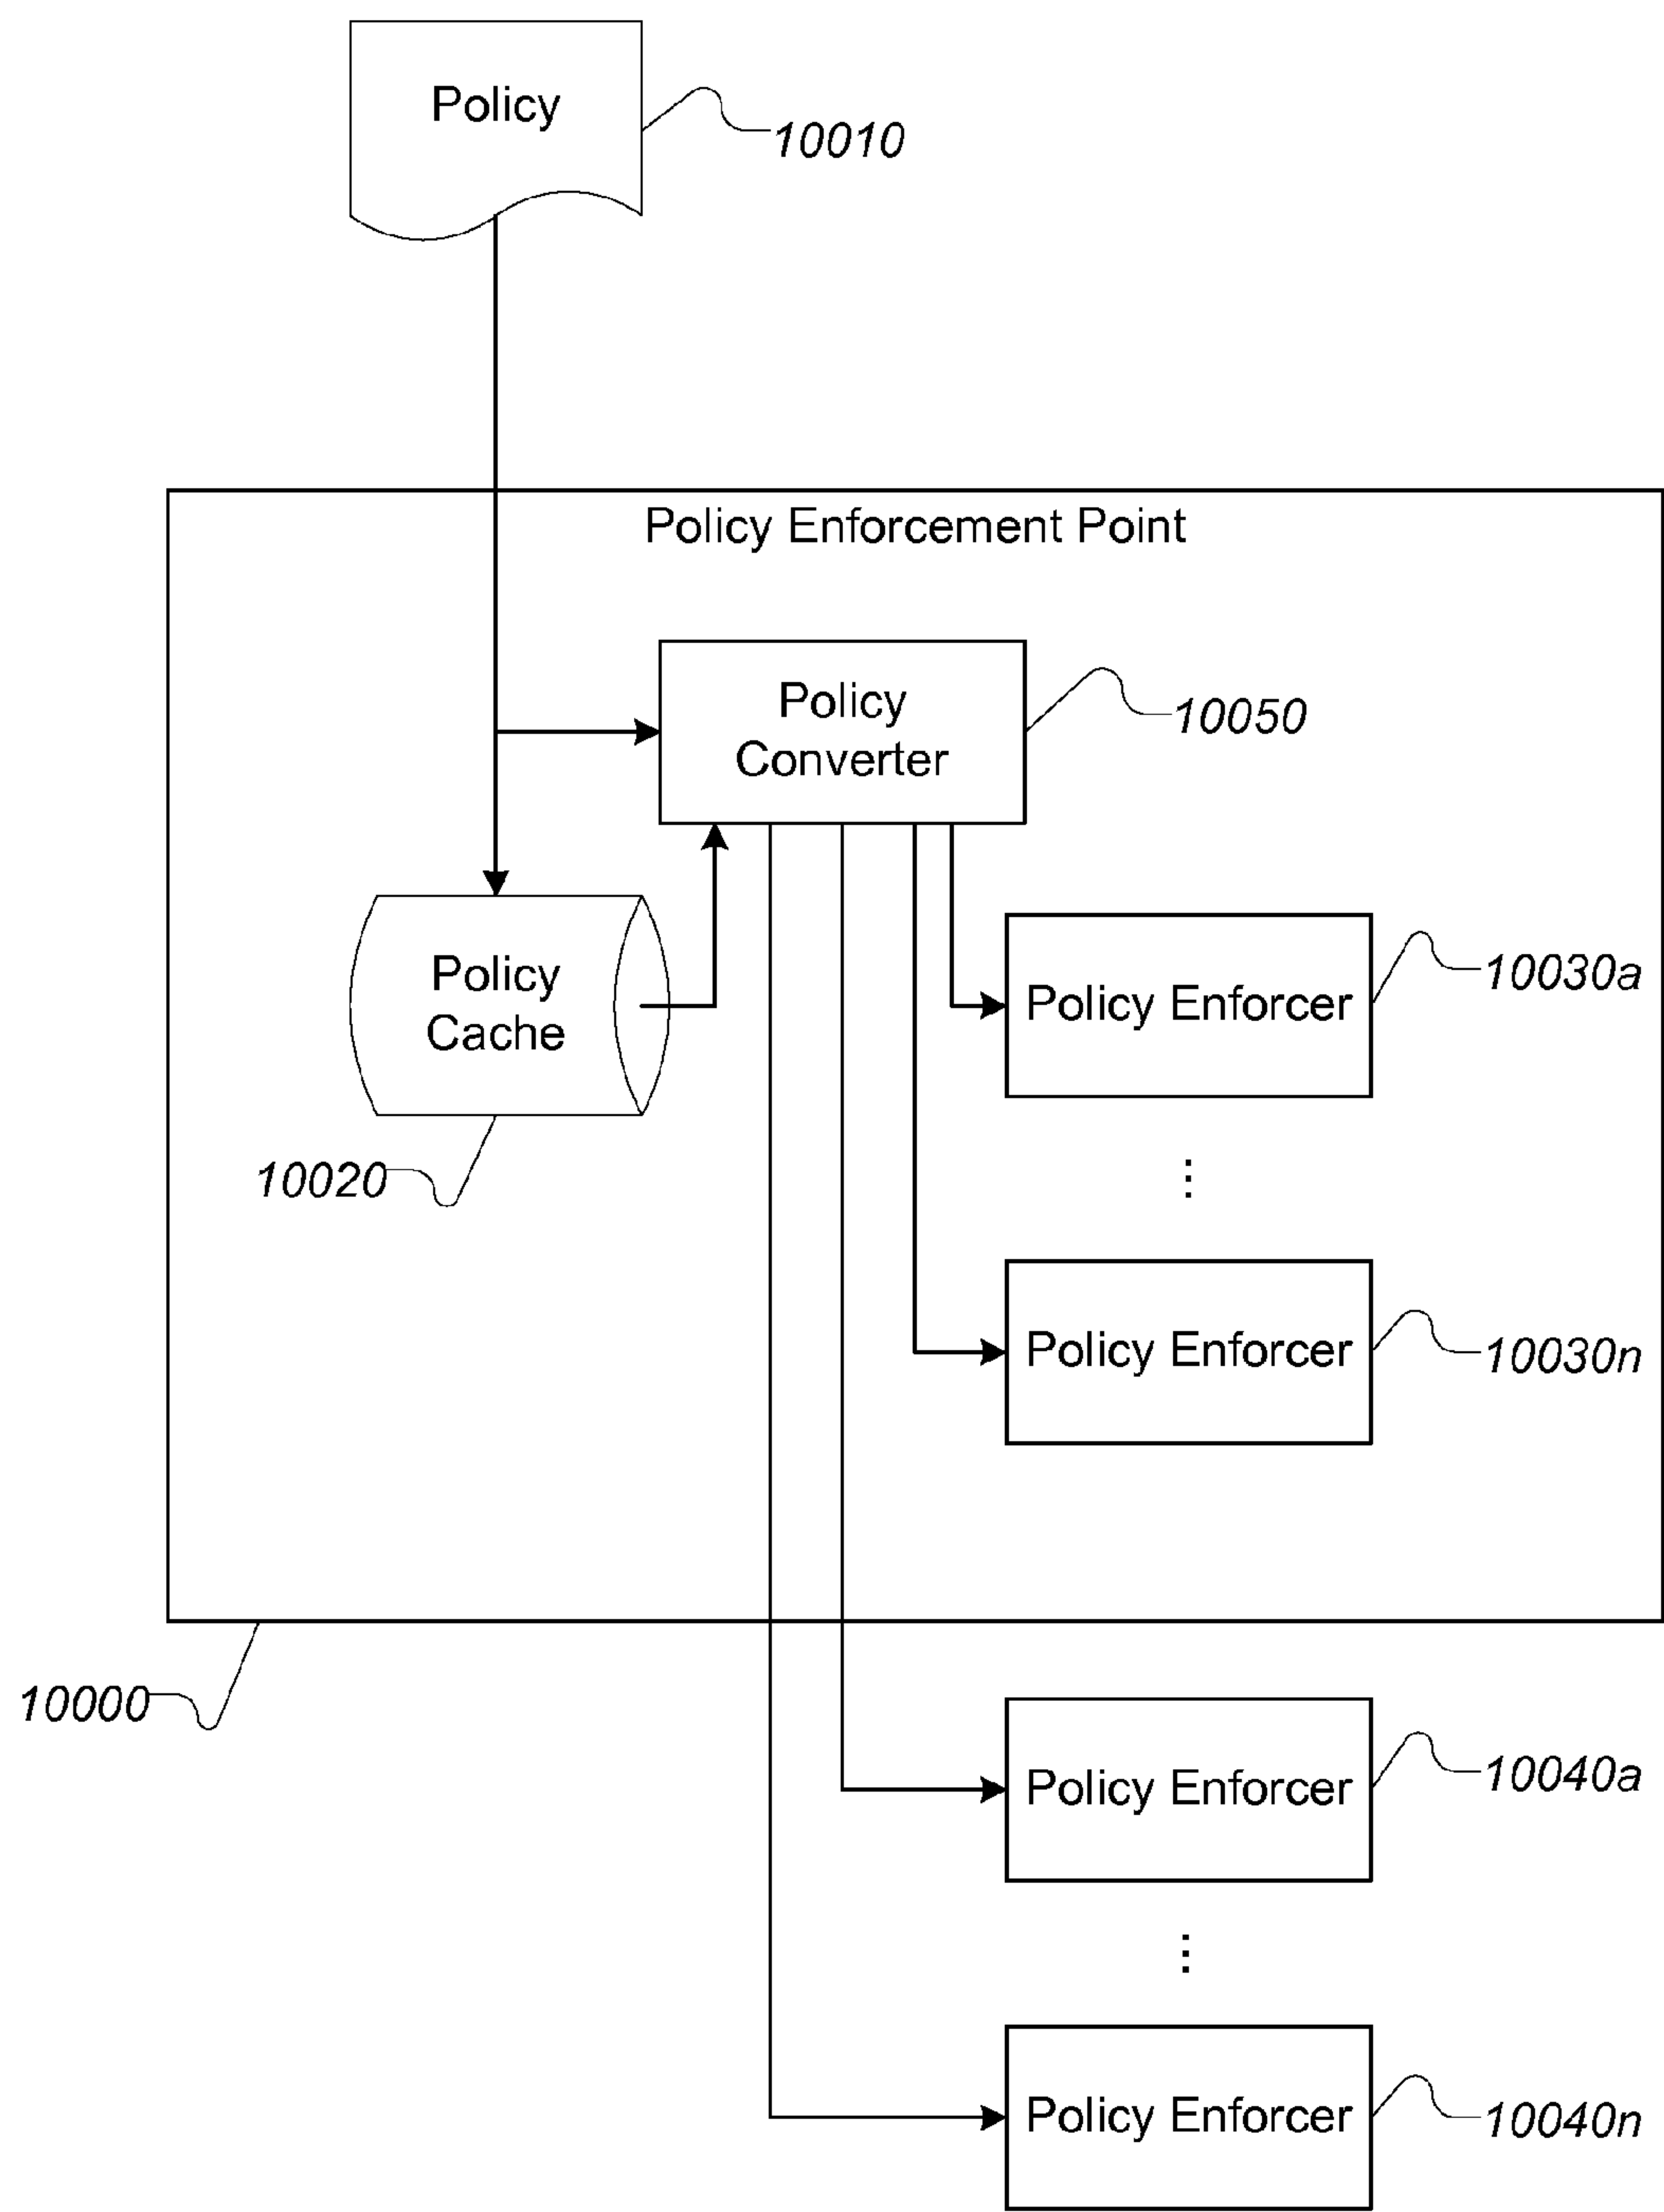 Policy
10010
Policy Enforcement Point
Policy
Converter
10050
Policy
Cache
10020
Policy Enforcer
10030a
⋮
Policy Enforcer
10030n
10000
Policy Enforcer
10040a
⋮
Policy Enforcer
10040n